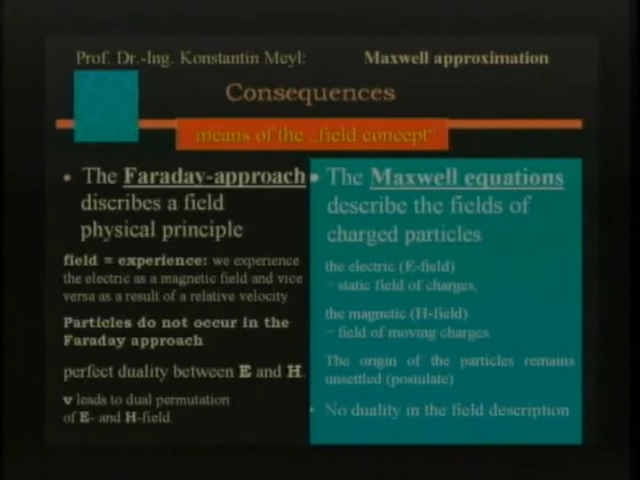 Prof. Dr.-Ing. Konstantin Meyl: Maxwell approximation
Consequences
means of the „field concept“
• The Faraday-approach
discribes a field
physical principle
field = experience: we experience
the electric as a magnetic field and vice
versa as a result of a relative velocity
Particles do not occur in the
Faraday approach
perfect duality between E and H.
v leads to dual permutation
of E- and H-field
• The Maxwell equations
describe the fields of
charged particles
the electric (E-field)
= static field of charges,
the magnetic (H-field)
= field of moving charges
The origin of the particles remains
unsettled (postulate)
• No duality in the field description